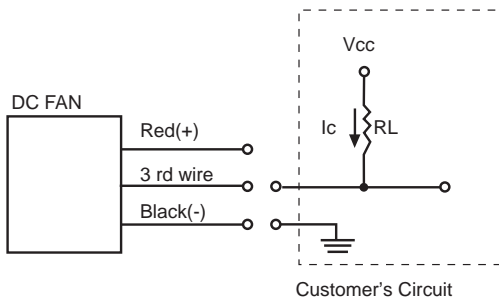 Vcc
DC FAN
Red(+)
Ic
RL
3 rd wire
Black(-)
Customer's Circuit